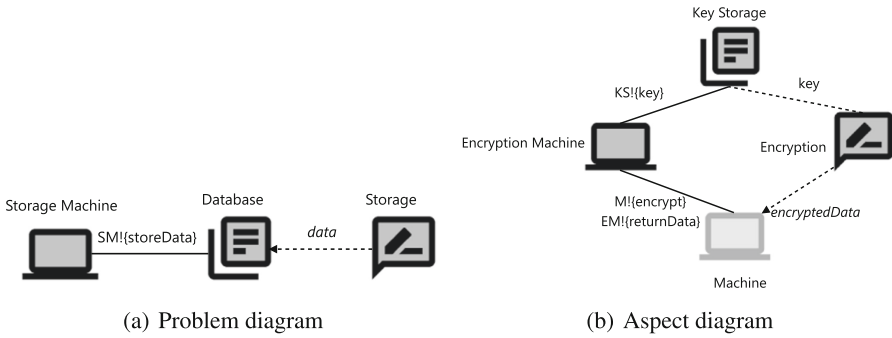 Storage Machine
SM!{storeData}
Database
data
Storage
(a) Problem diagram
Key Storage
KS!{key}
key
Encryption Machine
Encryption
M!{encrypt}
EM!{returnData}
encryptedData
Machine
(b) Aspect diagram